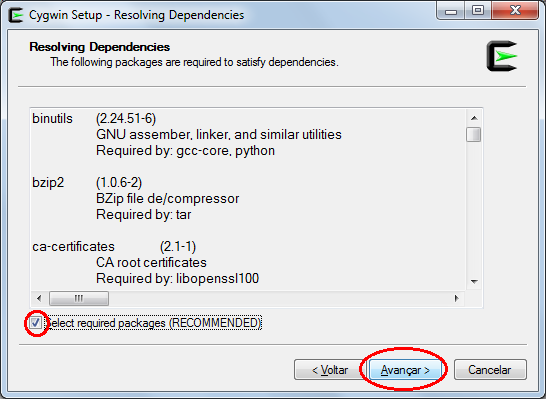 Cygwin Setup - Resolving Dependencies
Resolving Dependencies
The following packages are required to satisfy dependencies.
binutils (2.24.51-6)
GNU assember, linker, and similar utilities
Required by: gcc-core, python
bzip2 (1.0.6-2)
BZip file de/compressor
Required by: tar
ca-certificates (2.1-1)
CA root certificates
Required by: libopenssl100
Select required packages (RECOMMENDED)
< Voltar Avançar > Cancelar